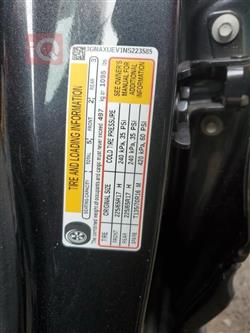 1GNAXUEV1NS223585
TIRE AND LOADING INFORMATION
SEATING CAPACITY TOTAL 5 FRONT 2 REAR 3
The combined weight of occupants and cargo must never exceed 497 kg or 1095 lbs
TIRE ORIGINAL SIZE COLD TIRE PRESSURE
FRONT 225/65R17 H 240 kPa, 35 PSI
REAR 225/65R17 H 240 kPa, 35 PSI
SPARE T135/70R16 M 420 kPa, 60 PSI
SEE OWNER'S MANUAL FOR ADDITIONAL INFORMATION